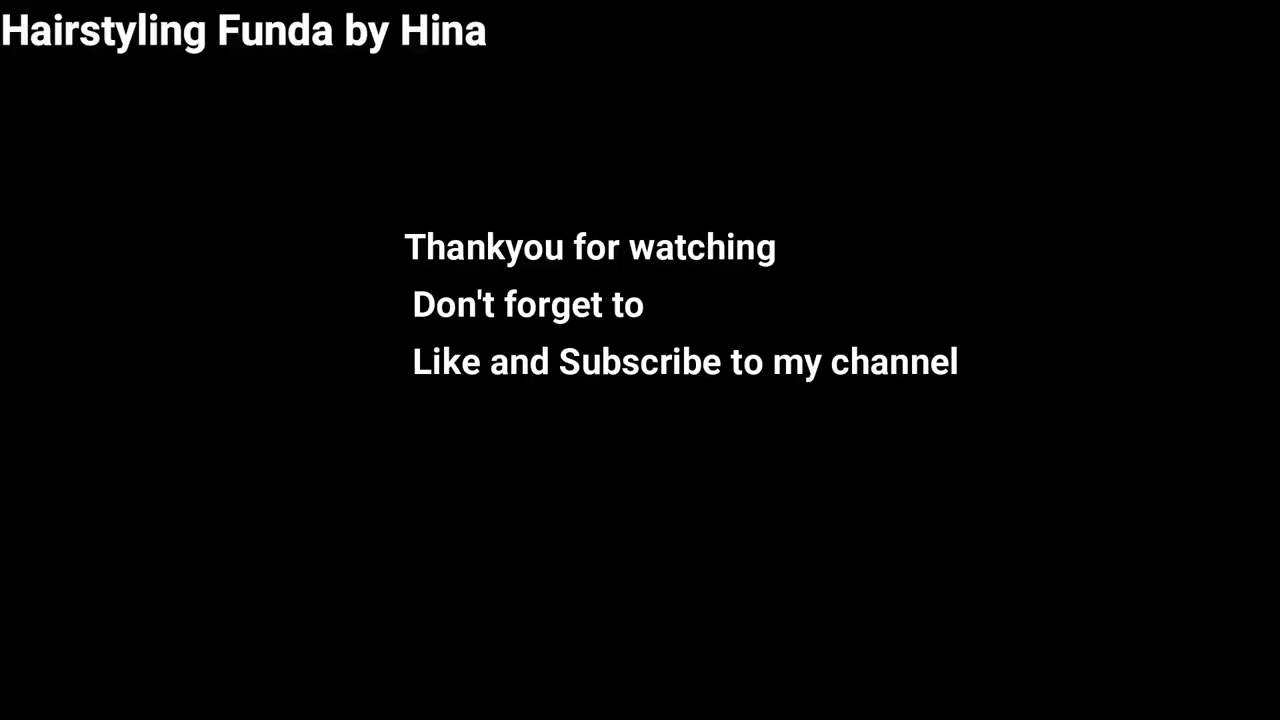 Hairstyling Funda by Hina
Thankyou for watching
Don't forget to
Like and Subscribe to my channel